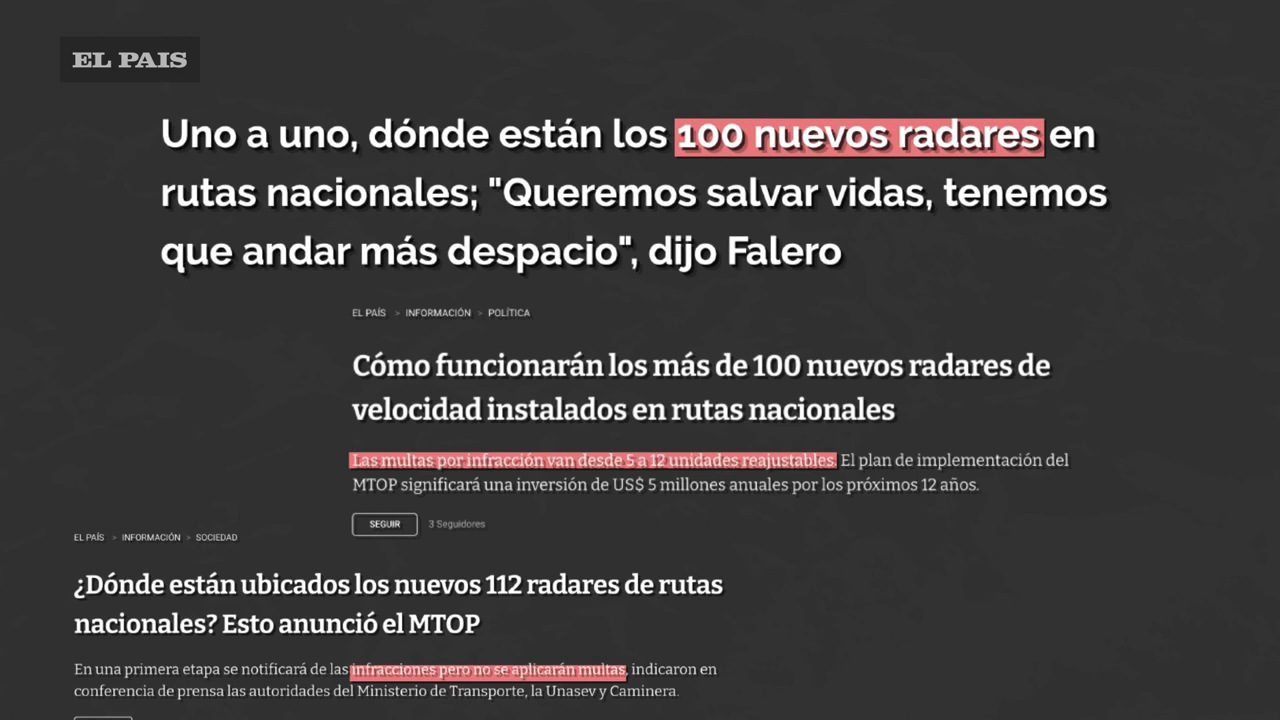 EL PAIS
Uno a uno, dónde están los 100 nuevos radares en
rutas nacionales; "Queremos salvar vidas, tenemos
que andar más despacio", dijo Falero
EL PAÍS > INFORMACIÓN > POLÍTICA
Cómo funcionarán los más de 100 nuevos radares de
velocidad instalados en rutas nacionales
Las multas por infracción van desde 5 a 12 unidades reajustables. El plan de implementación del
MTOP significará una inversión de US$ 5 millones anuales por los próximos 12 años.
SEGUIR 3 Seguidores
EL PAÍS > INFORMACIÓN > SOCIEDAD
¿Dónde están ubicados los nuevos 112 radares de rutas
nacionales? Esto anunció el MTOP
En una primera etapa se notificará de las infracciones pero no se aplicarán multas, indicaron en
conferencia de prensa las autoridades del Ministerio de Transporte, la Unasev y Caminera.